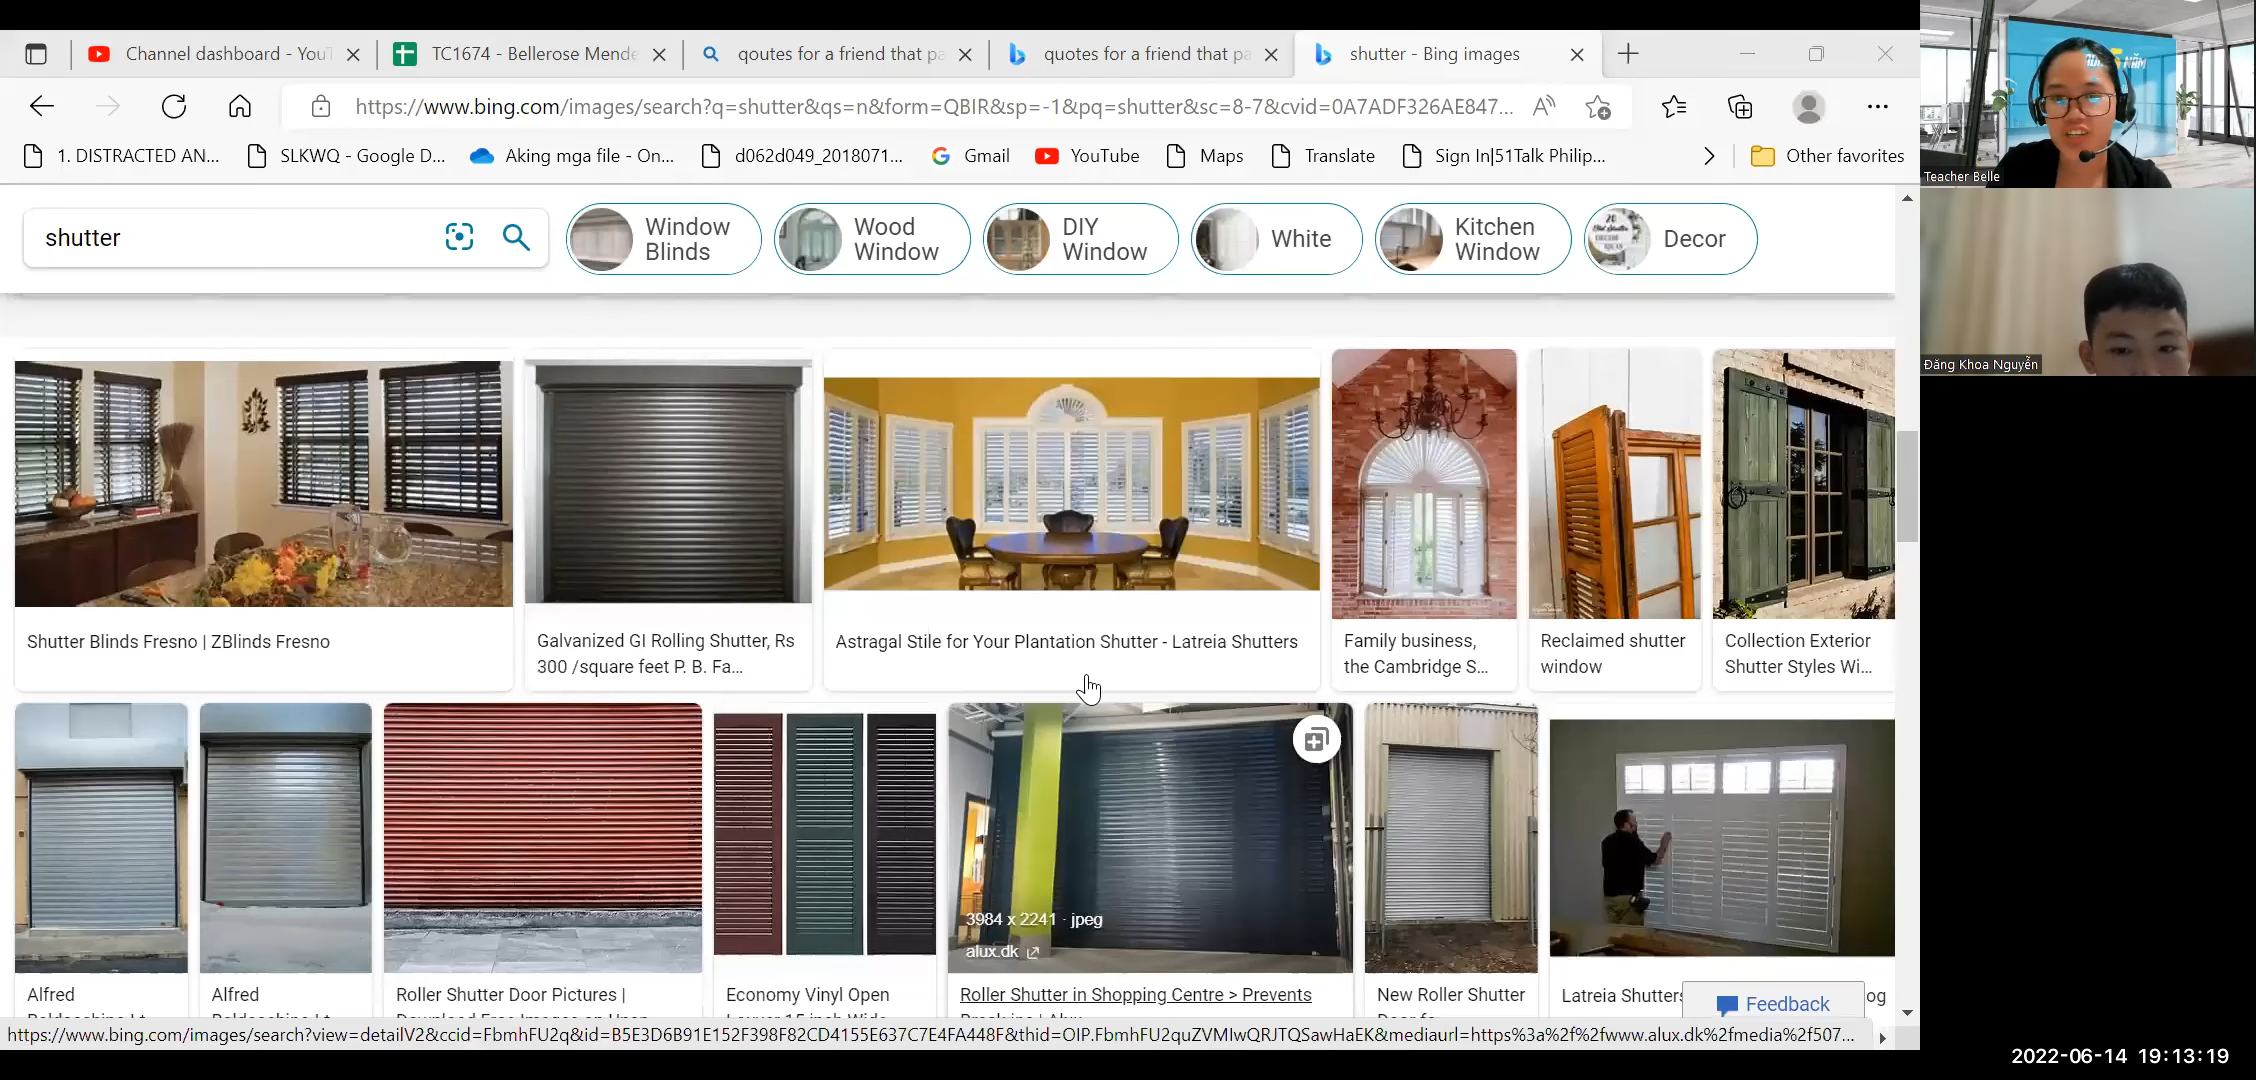 Channel dashboard - YouT
TC1674 - Bellerose Mende
qoutes for a friend that pa
quotes for a friend that pa
shutter - Bing images
https://www.bing.com/images/search?q=shutter&qs=n&form=QBIR&sp=-1&pq=shutter&sc=8-7&cvid=0A7ADF326AE847...
1. DISTRACTED AN...
SLKWQ - Google D...
Aking mga file - On...
d062d049_2018071...
Gmail
YouTube
Maps
Translate
Sign In|51Talk Philip...
Other favorites
shutter
Window
Blinds
Wood
Window
DIY
Window
White
Kitchen
Window
Decor
Teacher Belle
Đăng Khoa Nguyễn
Shutter Blinds Fresno | ZBlinds Fresno
Galvanized GI Rolling Shutter, Rs
300 /square feet P. B. Fa...
Astragal Stile for Your Plantation Shutter - Latreia Shutters
Family business,
the Cambridge S...
Reclaimed shutter
window
Collection Exterior
Shutter Styles Wi...
3984 x 2241 · jpeg
alux.dk
Alfred
Alfred
Roller Shutter Door Pictures |
Economy Vinyl Open
Roller Shutter in Shopping Centre > Prevents
New Roller Shutter
Latreia Shutters
og
Feedback
https://www.bing.com/images/search?view=detailV2&ccid=FbmhFU2q&id=B5E3D6B91E152F398F82CD4155E637C7E4FA448F&thid=OIP.FbmhFU2quZVMIwQRJTQSawHaEK&mediaurl=https%3a%2f%2fwww.alux.dk%2fmedia%2f507...
2022-06-14 19:13:19